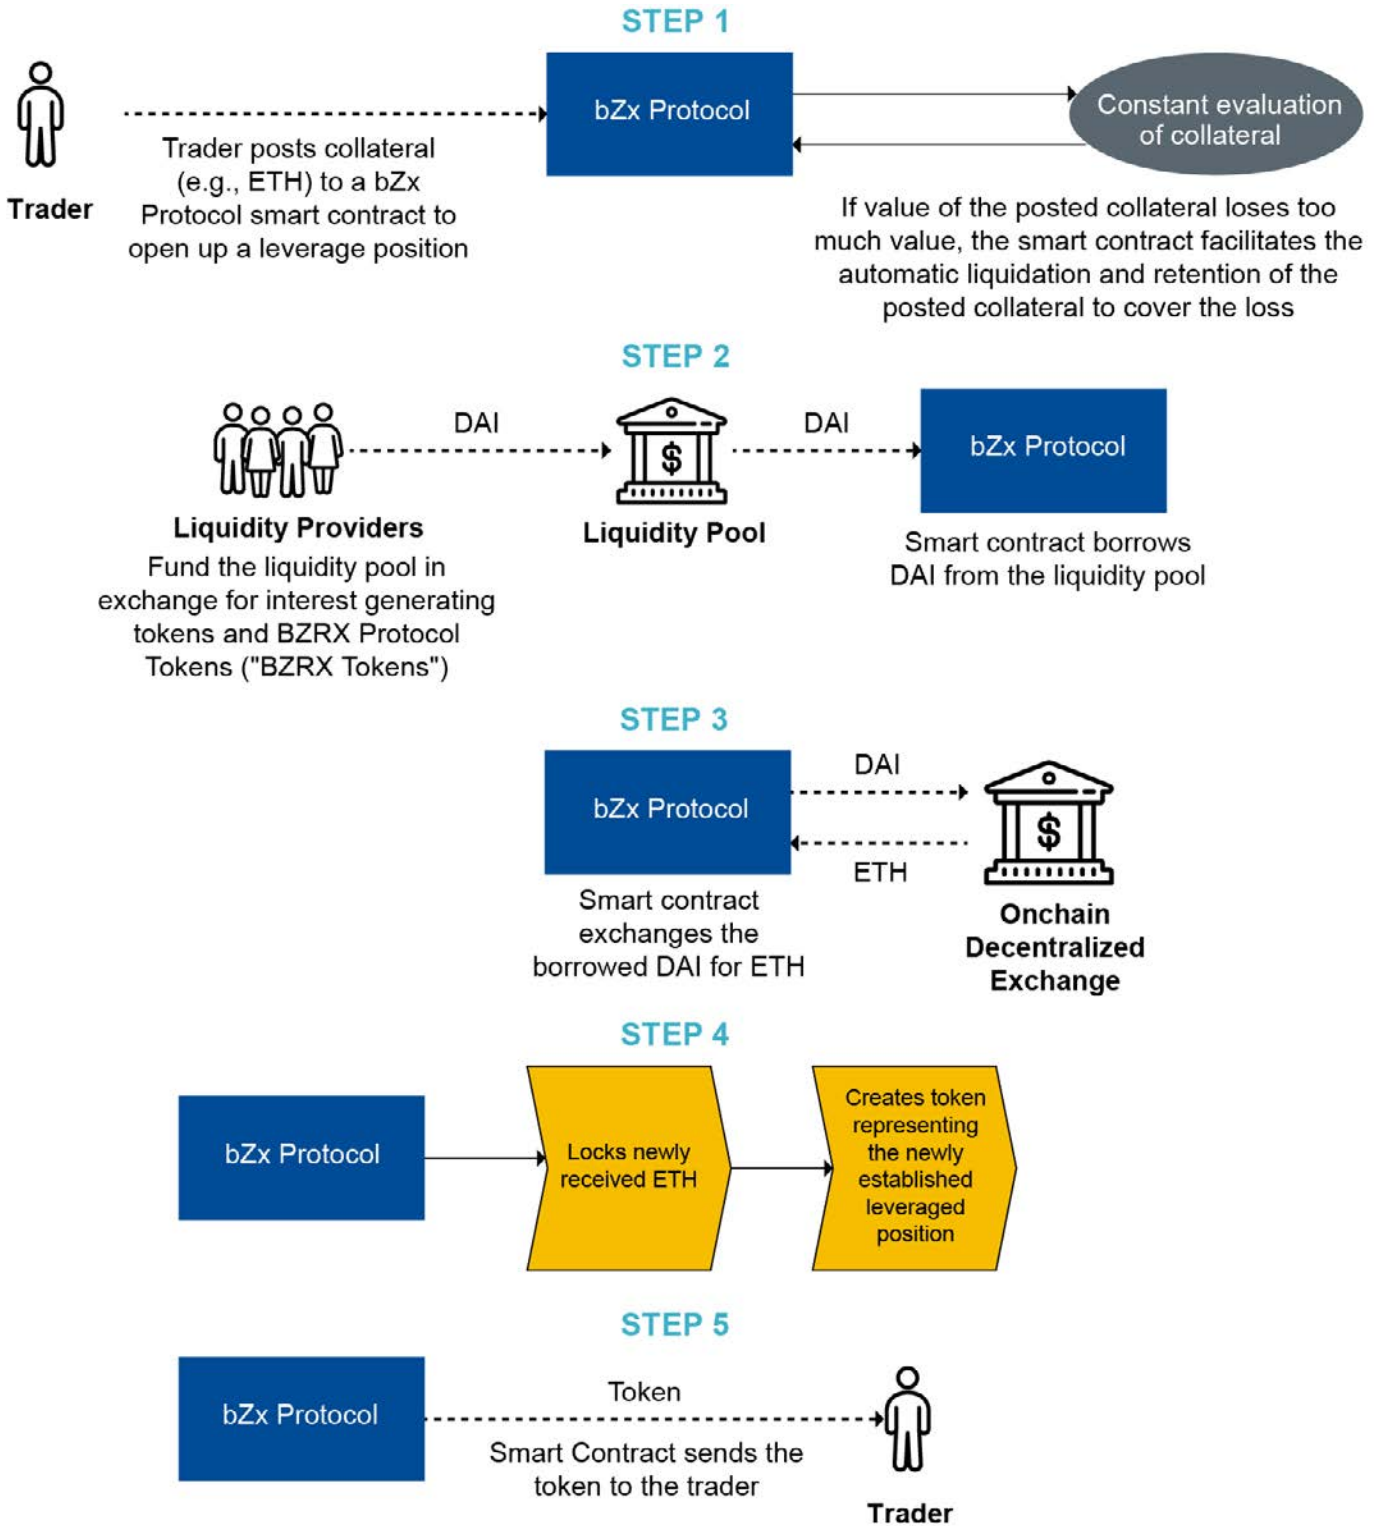 STEP 1
bZx Protocol
Constant evaluation
of collateral
Trader
Trader posts collateral
(e.g., ETH) to a bZx
Protocol smart contract to
open up a leverage position
If value of the posted collateral loses too
much value, the smart contract facilitates the
automatic liquidation and retention of the
posted collateral to cover the loss
STEP 2
DAI
DAI
bZx Protocol
$
Liquidity Providers
Fund the liquidity pool in
exchange for interest generating
tokens and BZRX Protocol
Tokens ("BZRX Tokens")
Liquidity Pool
Smart contract borrows
DAI from the liquidity pool
STEP 3
bZx Protocol
DAI
ETH
$
Smart contract
exchanges the
borrowed DAI for ETH
Onchain
Decentralized
Exchange
STEP 4
bZx Protocol
Locks newly
received ETH
Creates token
representing
the newly
established
leveraged
position
STEP 5
bZx Protocol
Token
Smart Contract sends the
token to the trader
Trader